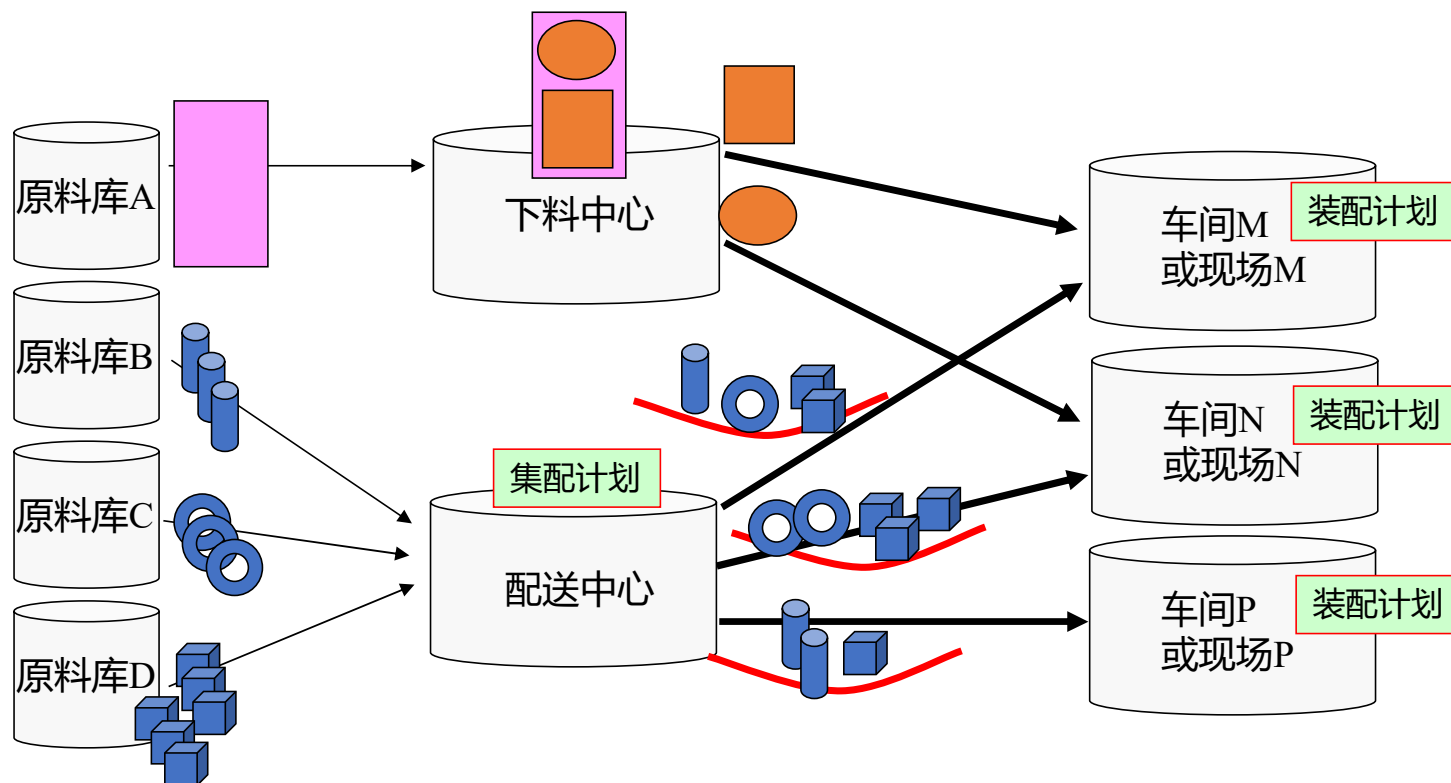 原料库A
原料库B
原料库C
原料库D
下料中心
集配计划
配送中心
装配计划
车间M
或现场M
装配计划
车间N
或现场N
装配计划
车间P
或现场P